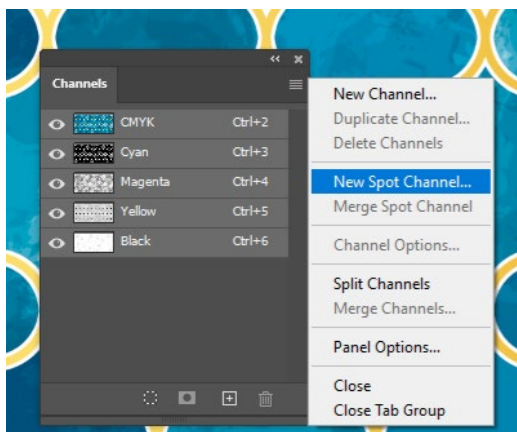 Channels
CMYK Ctrl+2
Cyan Ctrl+3
Magenta Ctrl+4
Yellow Ctrl+5
Black Ctrl+6
New Channel...
Duplicate Channel...
Delete Channels
New Spot Channel...
Merge Spot Channel
Channel Options...
Split Channels
Merge Channels...
Panel Options...
Close
Close Tab Group